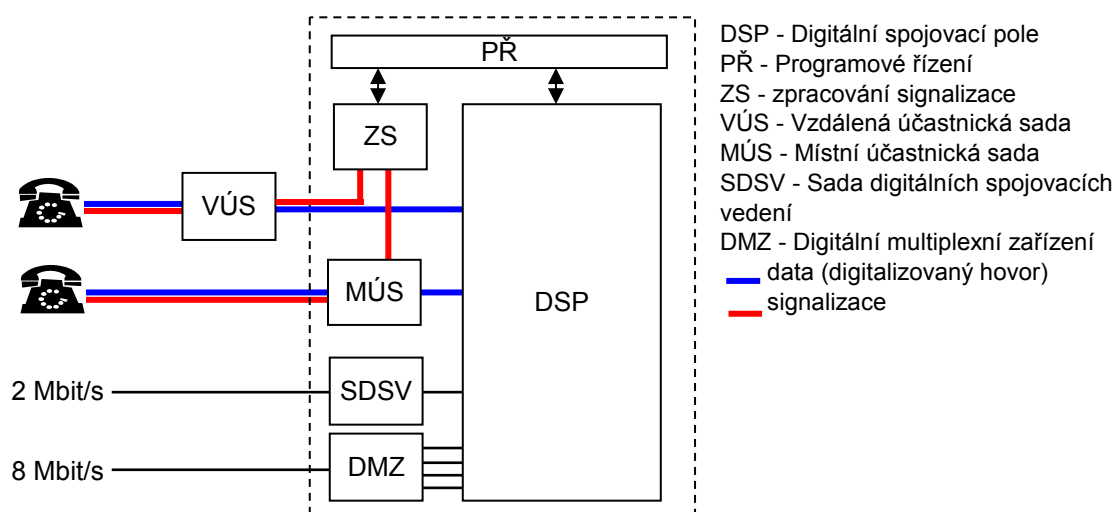 PŘ
ZS
VÚS
MÚS
DSP
2 Mbit/s
SDSV
8 Mbit/s
DMZ
DSP - Digitální spojovací pole
PŘ - Programové řízení
ZS - zpracování signalizace
VÚS - Vzdálená účastnická sada
MÚS - Místní účastnická sada
SDSV - Sada digitálních spojovacích
vedení
DMZ - Digitální multiplexní zařízení
data (digitalizovaný hovor)
signalizace